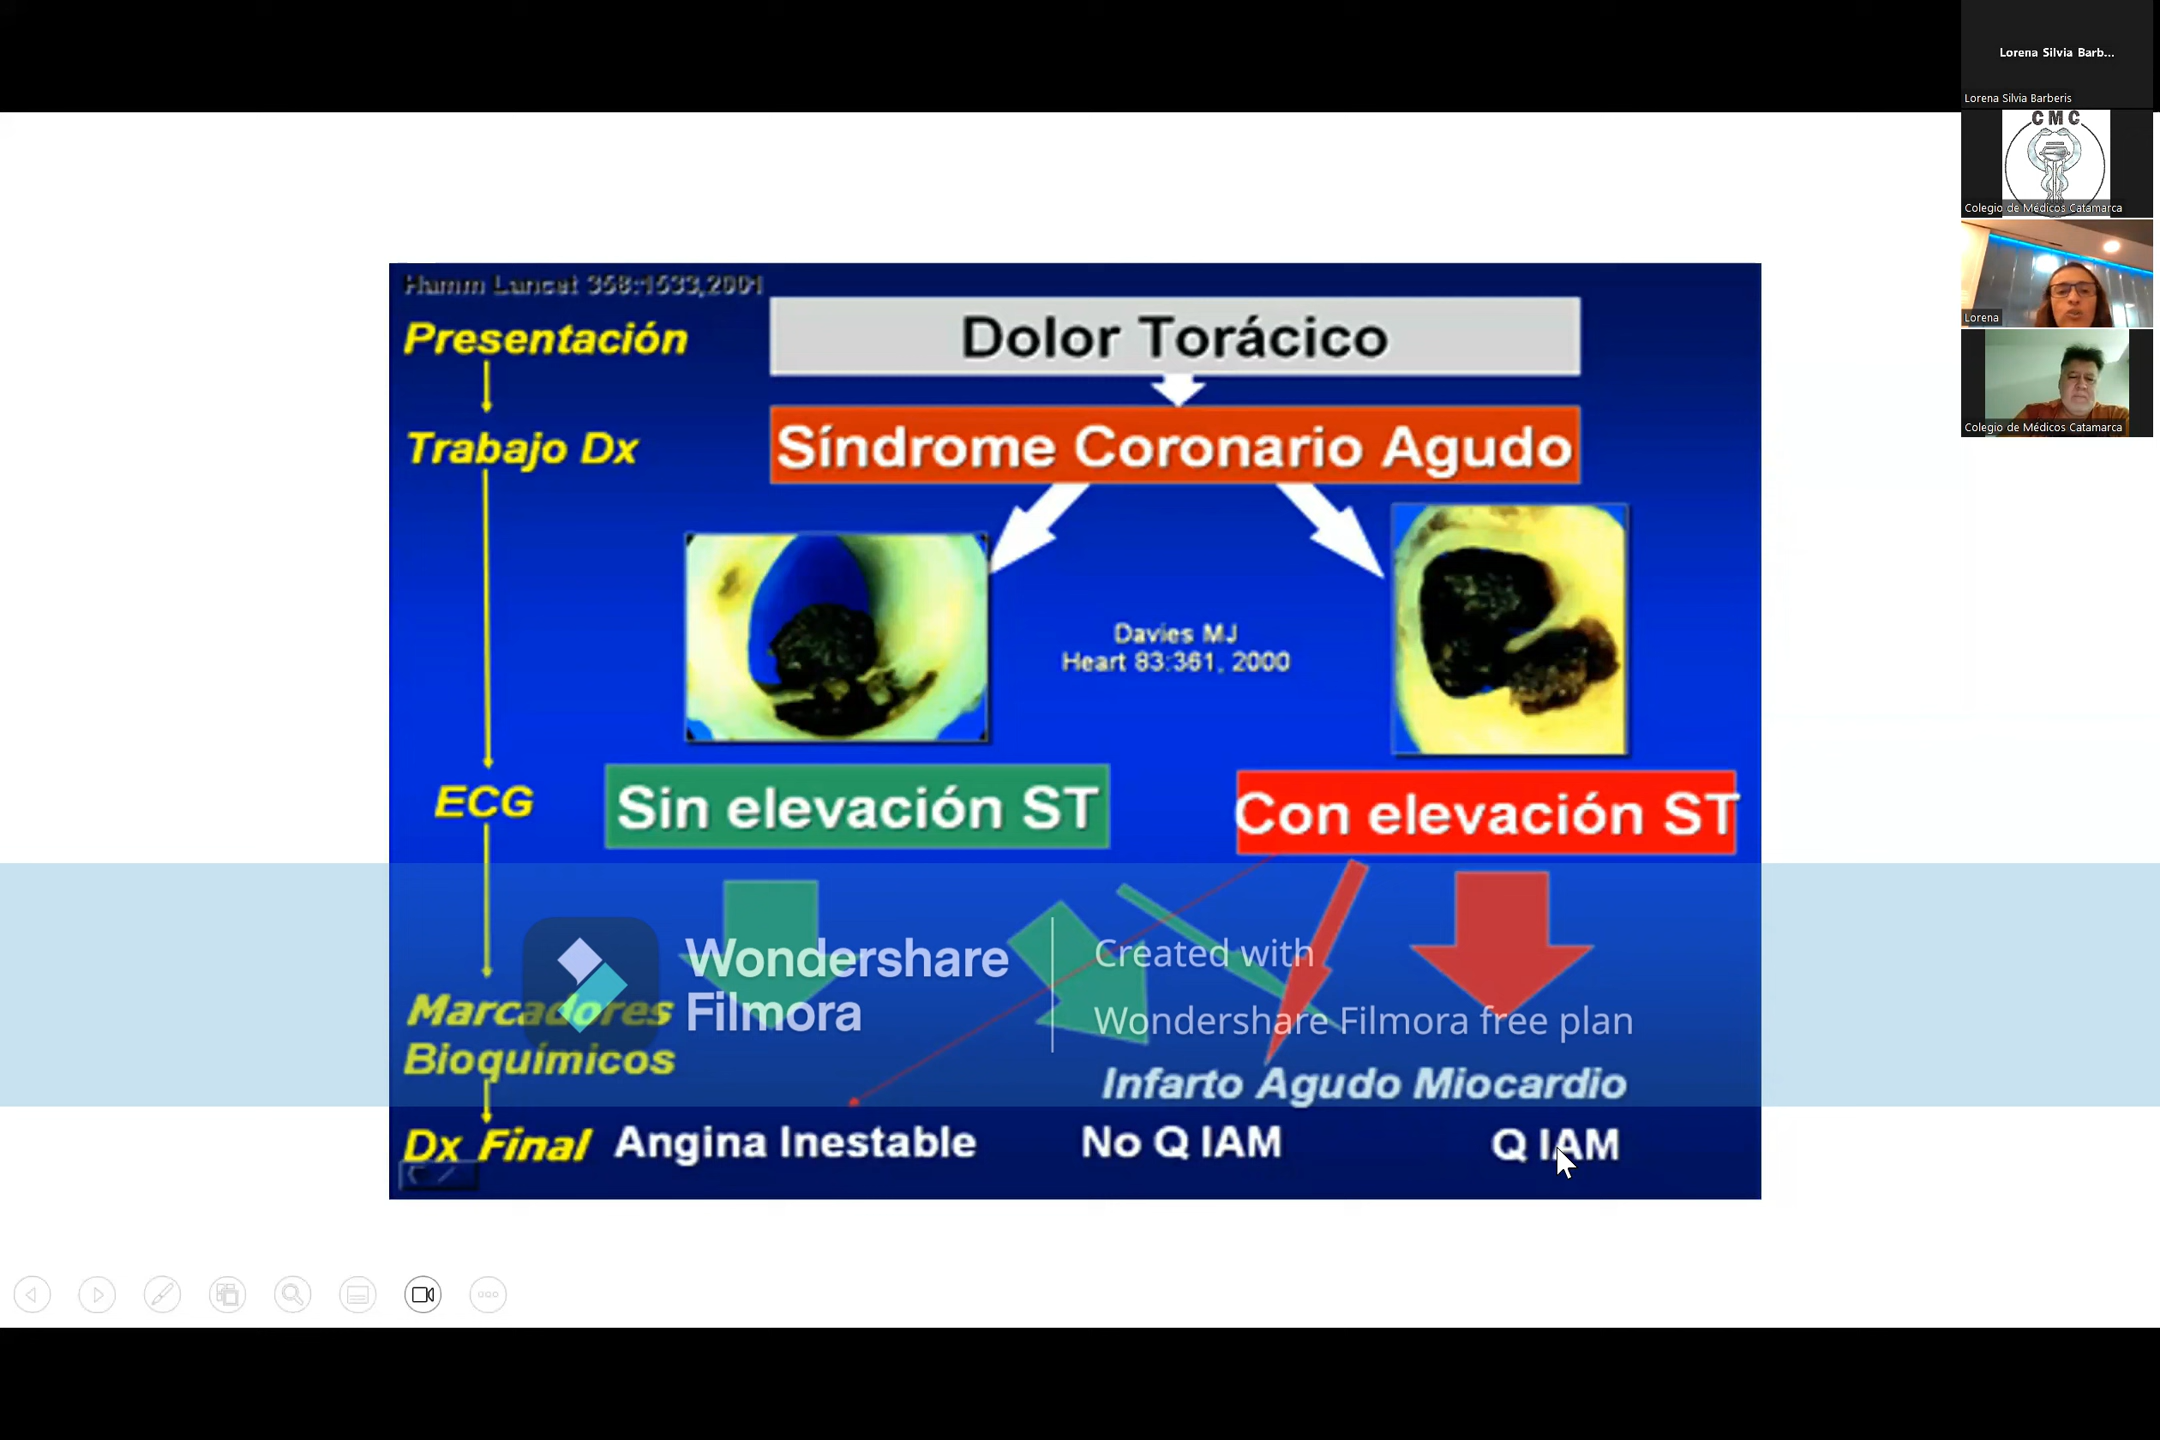 Lorena Silvia Barb...
Lorena Silvia Barberis
CMC
Colegio de Médicos Catamarca
Lorena
Colegio de Médicos Catamarca
Hamm Lancet 358:1533,2001
Presentación
Dolor Torácico
Trabajo Dx
Síndrome Coronario Agudo
Davies MJ
Heart 83:361, 2000
ECG
Sin elevación ST
Con elevación ST
Wondershare
Filmora
Created with
Wondershare Filmora free plan
Marcadores
Bioquímicos
Infarto Agudo Miocardio
Dx Final
Angina Inestable
No Q IAM
Q IAM